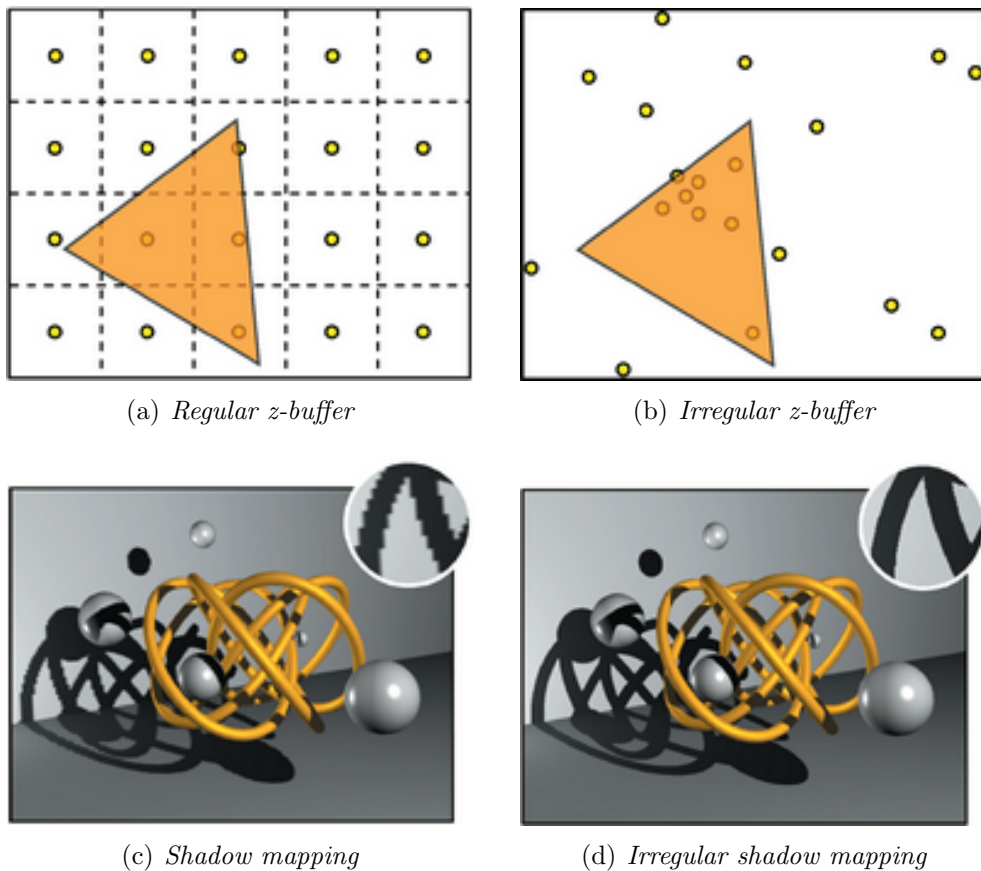 (a) Regular z-buffer
(b) Irregular z-buffer
(c) Shadow mapping
(d) Irregular shadow mapping